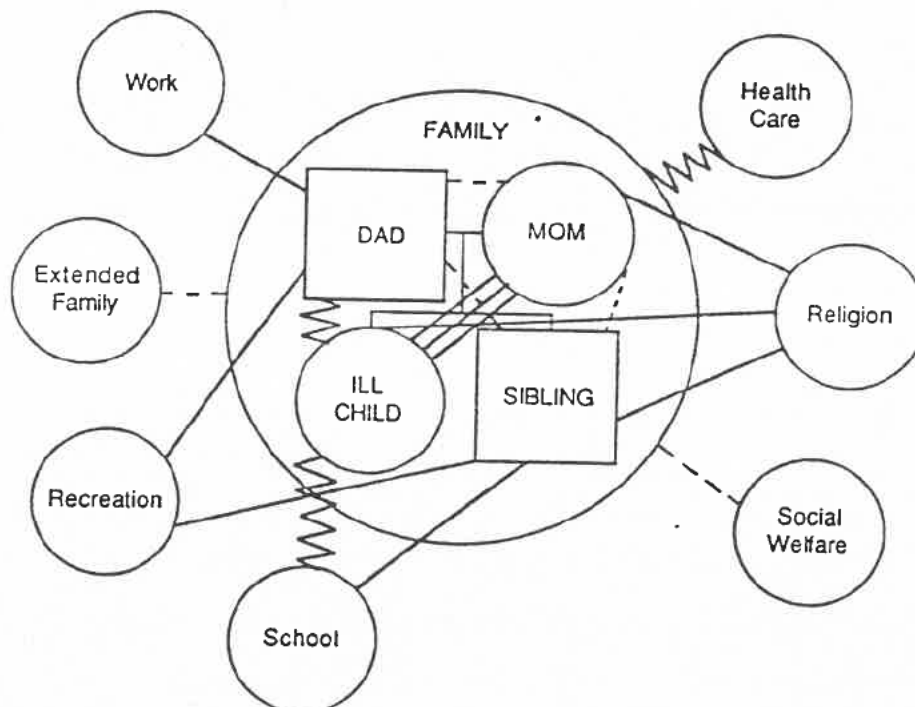 Work
Health
Care
FAMILY
DAD
MOM
Extended
Family
Religion
ILL
CHILD
SIBLING
Recreation
Social
Welfare
School